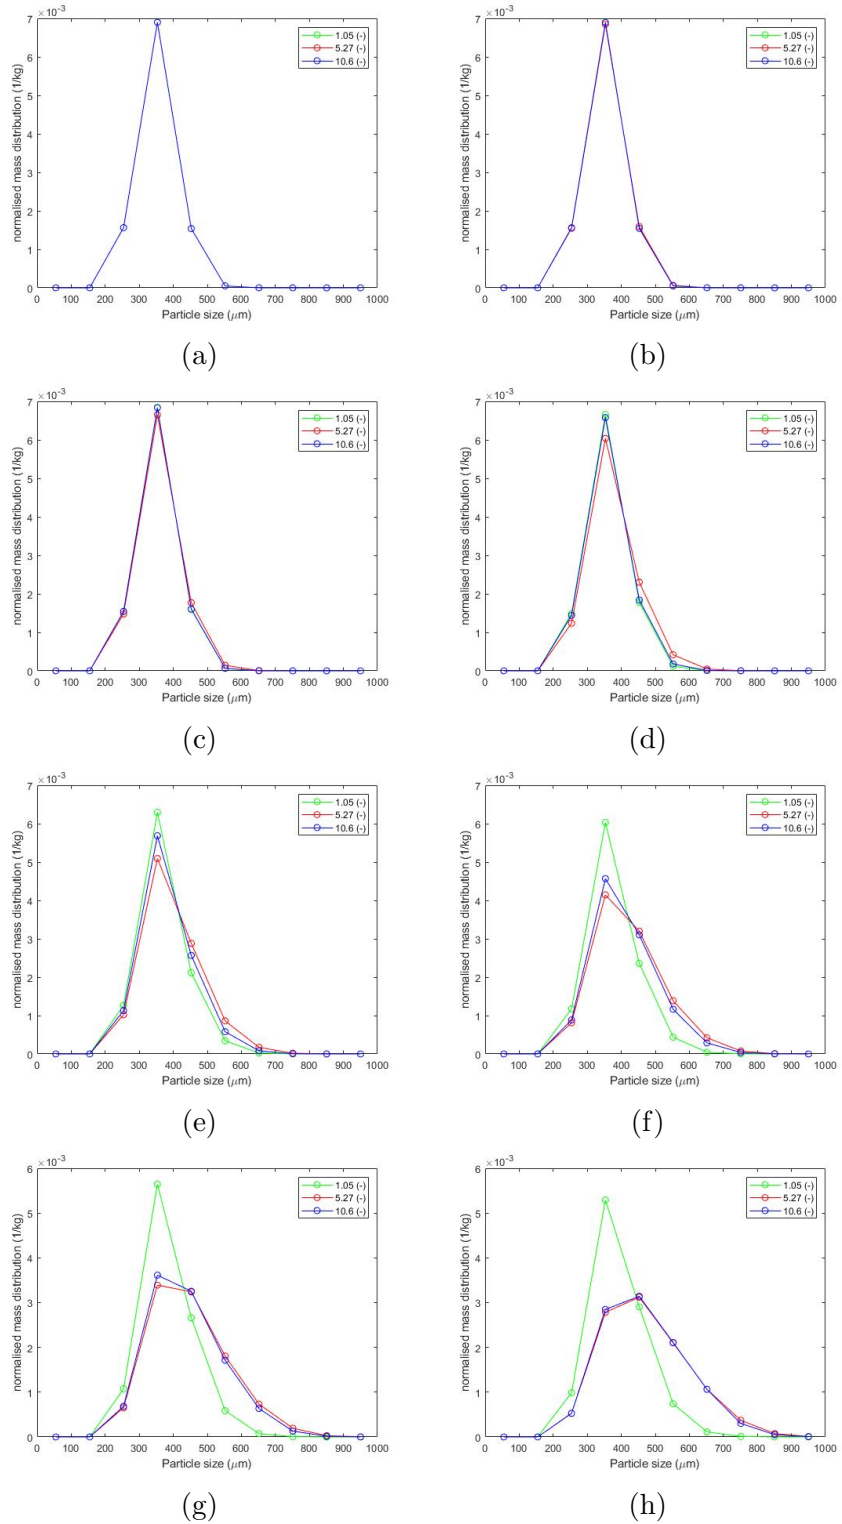 ×10⁻³
7
6
5
4
3
2
1
0
normalised mass distribution (1/kg)
1.05 (-)
5.27 (-)
10.6 (-)
0 100 200 300 400 500 600 700 800 900 1000
Particle size (μm)
(a)
×10⁻³
7
6
5
4
3
2
1
0
normalised mass distribution (1/kg)
1.05 (-)
5.27 (-)
10.6 (-)
0 100 200 300 400 500 600 700 800 900 1000
Particle size (μm)
(b)
×10⁻³
7
6
5
4
3
2
1
0
normalised mass distribution (1/kg)
1.05 (-)
5.27 (-)
10.6 (-)
0 100 200 300 400 500 600 700 800 900 1000
Particle size (μm)
(c)
×10⁻³
7
6
5
4
3
2
1
0
normalised mass distribution (1/kg)
1.05 (-)
5.27 (-)
10.6 (-)
0 100 200 300 400 500 600 700 800 900 1000
Particle size (μm)
(d)
×10⁻³
7
6
5
4
3
2
1
0
normalised mass distribution (1/kg)
1.05 (-)
5.27 (-)
10.6 (-)
0 100 200 300 400 500 600 700 800 900 1000
Particle size (μm)
(e)
×10⁻³
7
6
5
4
3
2
1
0
normalised mass distribution (1/kg)
1.05 (-)
5.27 (-)
10.6 (-)
0 100 200 300 400 500 600 700 800 900 1000
Particle size (μm)
(f)
×10⁻³
6
5
4
3
2
1
0
normalised mass distribution (1/kg)
1.05 (-)
5.27 (-)
10.6 (-)
0 100 200 300 400 500 600 700 800 900 1000
Particle size (μm)
(g)
×10⁻³
6
5
4
3
2
1
0
normalised mass distribution (1/kg)
1.05 (-)
5.27 (-)
10.6 (-)
0 100 200 300 400 500 600 700 800 900 1000
Particle size (μm)
(h)